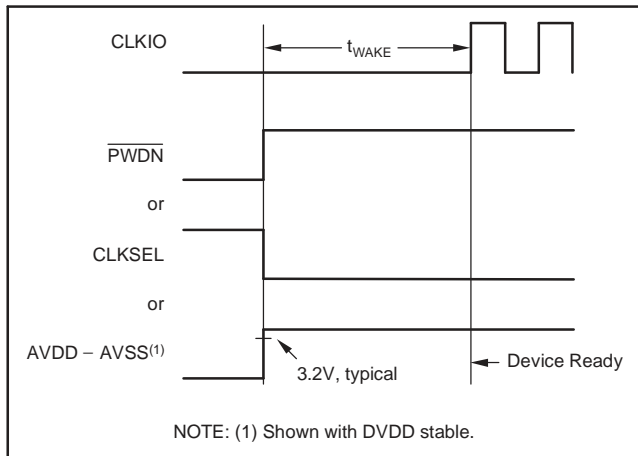 CLKIO
tWAKE
PWDN
or
CLKSEL
or
AVDD – AVSS(1)
3.2V, typical
Device Ready
NOTE: (1) Shown with DVDD stable.